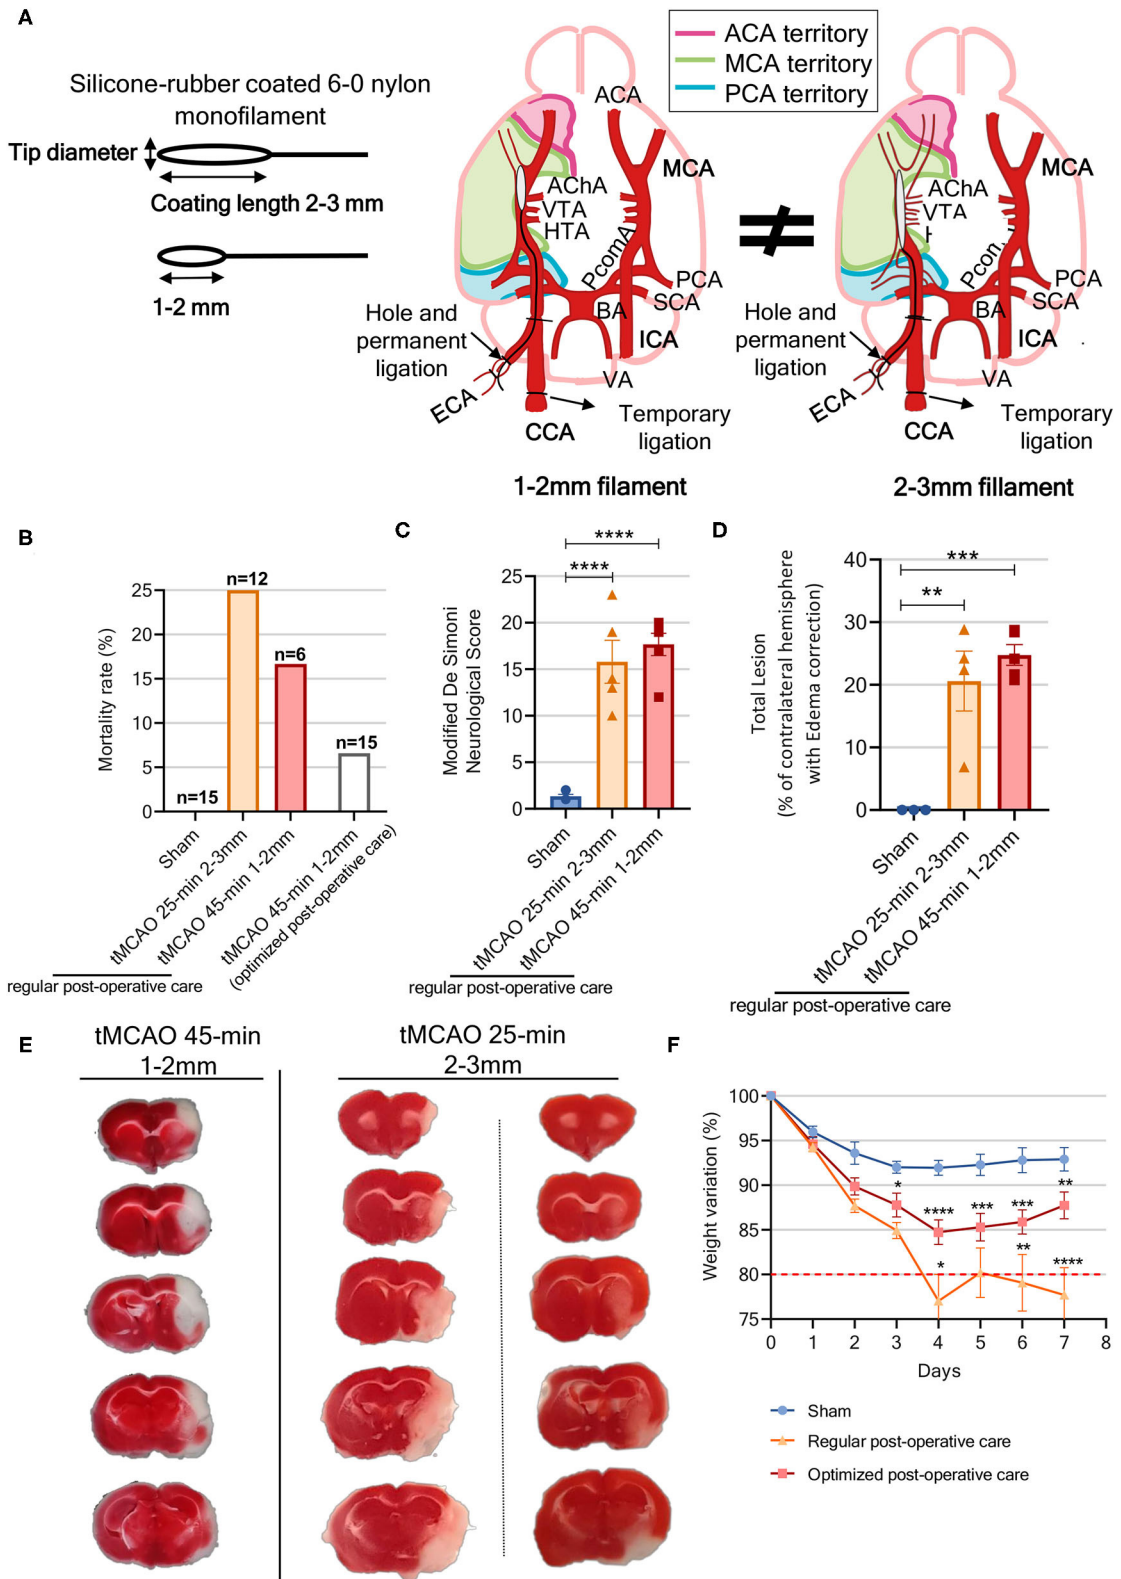 A
Silicone-rubber coated 6-0 nylon
monofilament
Tip diameter
Coating length 2-3 mm
1-2 mm
ACA territory
MCA territory
PCA territory
ACA
MCA
AChA
VTA
HTA
PcomA
PCA
SCA
BA
ICA
VA
Hole and
permanent
ligation
ECA
CCA
Temporary
ligation
1-2mm filament
≠
MCA
AChA
VTA
Pcon
PCA
SCA
BA
ICA
VA
Hole and
permanent
ligation
ECA
CCA
Temporary
ligation
2-3mm fillament
B
Mortality rate (%)
25
20
15
10
5
0
n=15
n=12
n=6
n=15
Sham
tMCAO 25-min 2-3mm
tMCAO 45-min 1-2mm
tMCAO 45-min 1-2mm
(optimized post-operative care)
regular post-operative care
C
Modified De Simoni
Neurological Score
25
20
15
10
5
0
****
****
Sham
tMCAO 25-min 2-3mm
tMCAO 45-min 1-2mm
regular post-operative care
D
Total Lesion
(% of contralateral hemisphere
with Edema correction)
40
30
20
10
0
***
**
Sham
tMCAO 25-min 2-3mm
tMCAO 45-min 1-2mm
regular post-operative care
E
tMCAO 45-min
1-2mm
tMCAO 25-min
2-3mm
F
Weight variation (%)
100
95
90
85
80
75
*
****
***
***
**
*
**
****
0 1 2 3 4 5 6 7 8
Days
Sham
Regular post-operative care
Optimized post-operative care